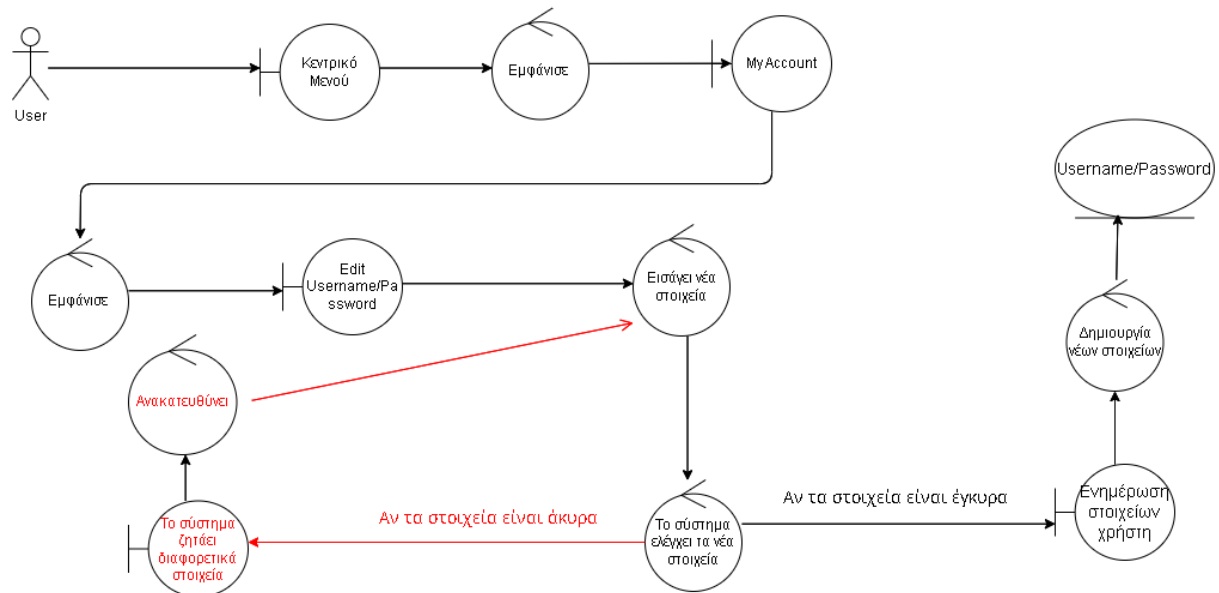 User
Κεντρικό
Μενού
Εμφάνισε
MyAccount
Username/Password
Εμφάνισε
Edit
Username/Pa
ssword
Εισάγει νέα
στοιχεία
Δημιουργία
νέων στοιχείων
Ανακατευθύνει
Αν τα στοιχεία είναι άκυρα
Αν τα στοιχεία είναι έγκυρα
Το σύστημα
ζητάει
διαφορετικά
στοιχεία
Το σύστημα
ελέγχει τα νέα
στοιχεία
Ενημέρωση
στοιχείων
χρήστη